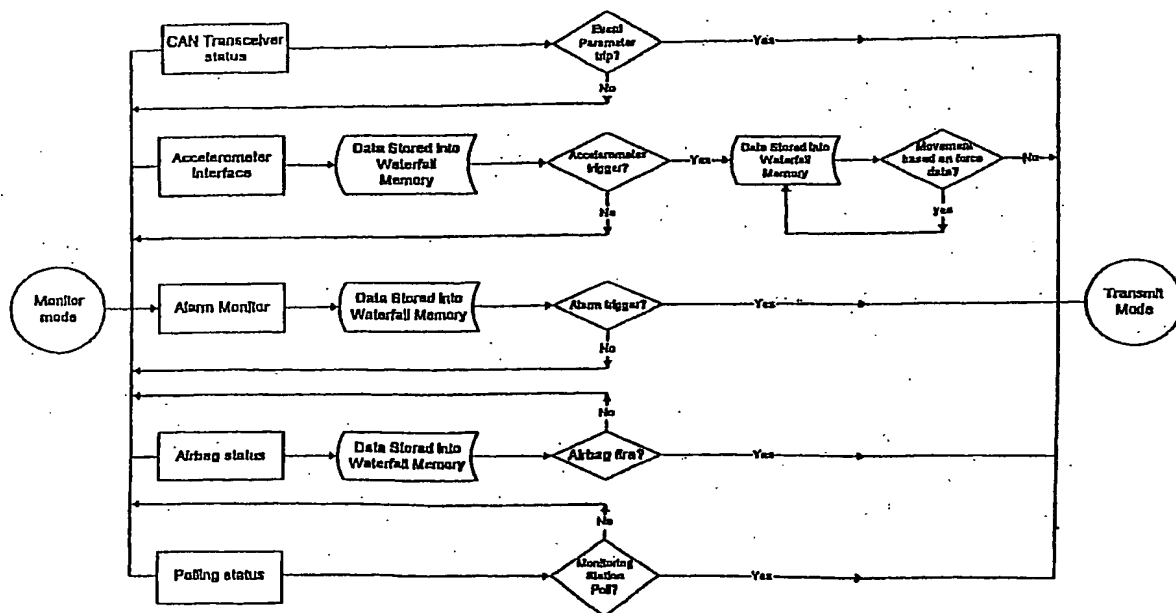 CAN Transceiver
status
Event
Parameter
trip?
Yes
No
Accelerometer
Interface
Data Stored Into
Waterfall
Memory
Accelerometer
trigger?
Yes
Data Stored Into
Waterfall
Memory
Movement
based on force
data?
No
No
yes
Monitor
mode
Alarm Monitor
Data Stored Into
Waterfall Memory
Alarm trigger?
Yes
Transmit
Mode
No
No
Airbag status
Data Stored Into
Waterfall Memory
Airbag fire?
Yes
No
Polling status
Monitoring
Station
Poll?
Yes